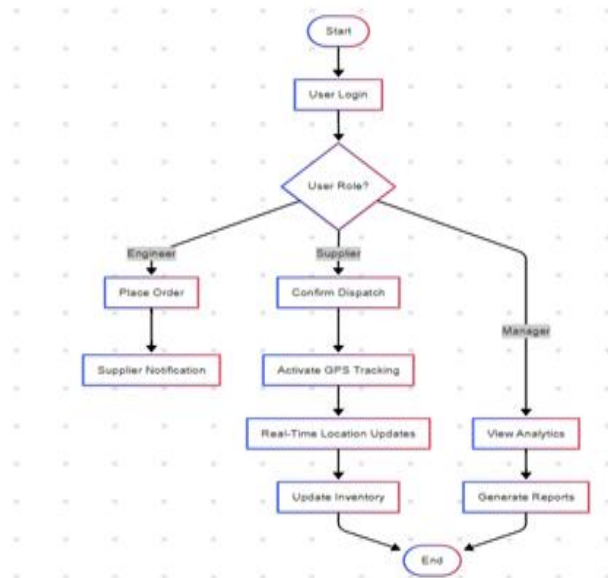 Start
User Login
User Role?
Engineer
Supplier
Place Order
Confirm Dispatch
Manager
Supplier Notification
Activate GPS Tracking
Real-Time Location Updates
View Analytics
Update Inventory
Generate Reports
End